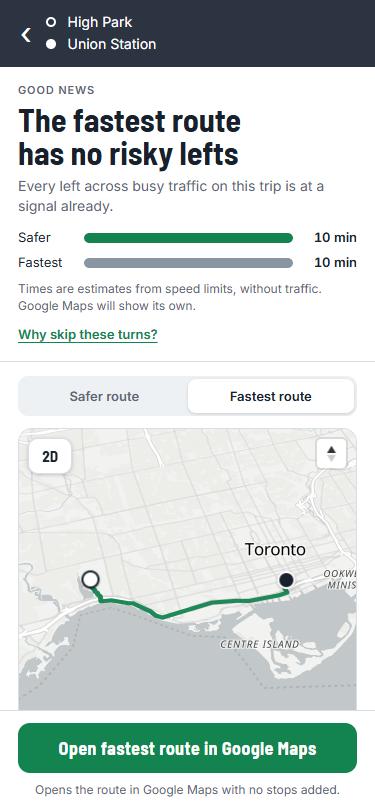 High Park
Union Station
GOOD NEWS
The fastest route
has no risky lefts
Every left across busy traffic on this trip is at a
signal already.
Safer 10 min
Fastest 10 min
Times are estimates from speed limits, without traffic.
Google Maps will show its own.
Why skip these turns?
Safer route Fastest route
2D
Toronto
OOKWE
MINIS
CENTRE ISLAND
Open fastest route in Google Maps
Opens the route in Google Maps with no stops added.